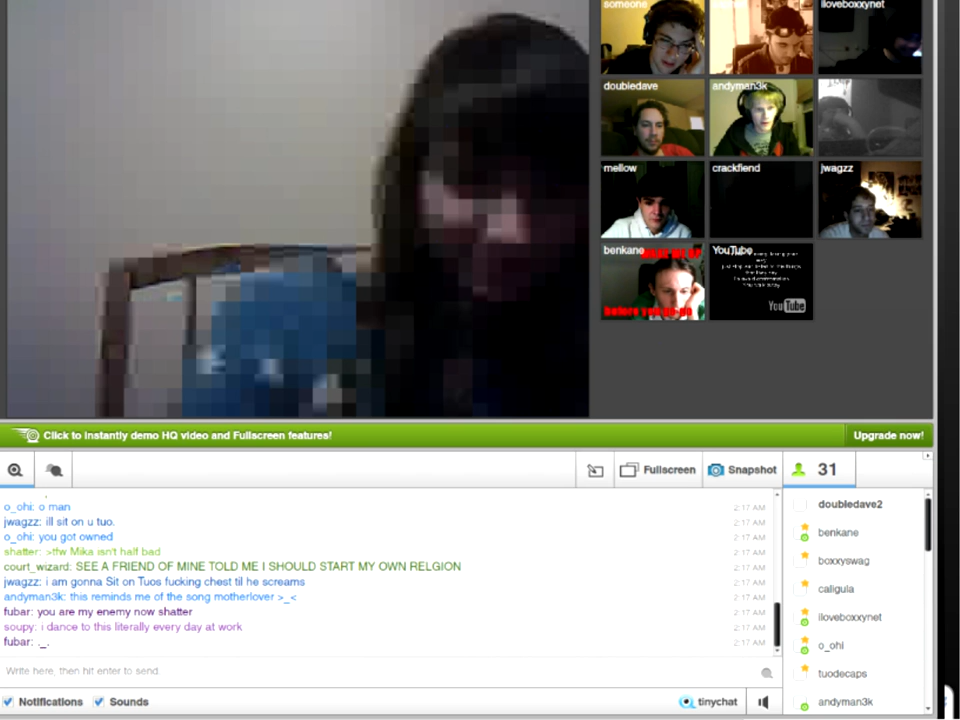 someone
iloveboxxynet
doubledave
andyman3k
mellow
crackfiend
jwagzz
benkane
YouTube
before you go-go
You Tube
Click to instantly demo HQ video and Fullscreen features!
Upgrade now!
Fullscreen
Snapshot
31
o_ohi: o man 2:17 AM
jwagzz: ill sit on u tuo. 2:17 AM
o_ohi: you got owned 2:17 AM
shatter: >tfw Mika isn't half bad 2:17 AM
court_wizard: SEE A FRIEND OF MINE TOLD ME I SHOULD START MY OWN RELGION 2:17 AM
jwagzz: i am gonna Sit on Tuos fucking chest til he screams 2:17 AM
andyman3k: this reminds me of the song motherlover >_< 2:17 AM
fubar: you are my enemy now shatter 2:17 AM
soupy: i dance to this literally every day at work 2:17 AM
fubar: ._. 2:17 AM
doubledave2
benkane
boxxyswag
caligula
iloveboxxynet
o_ohi
tuodecaps
andyman3k
Write here, then hit enter to send
Notifications
Sounds
tinychat